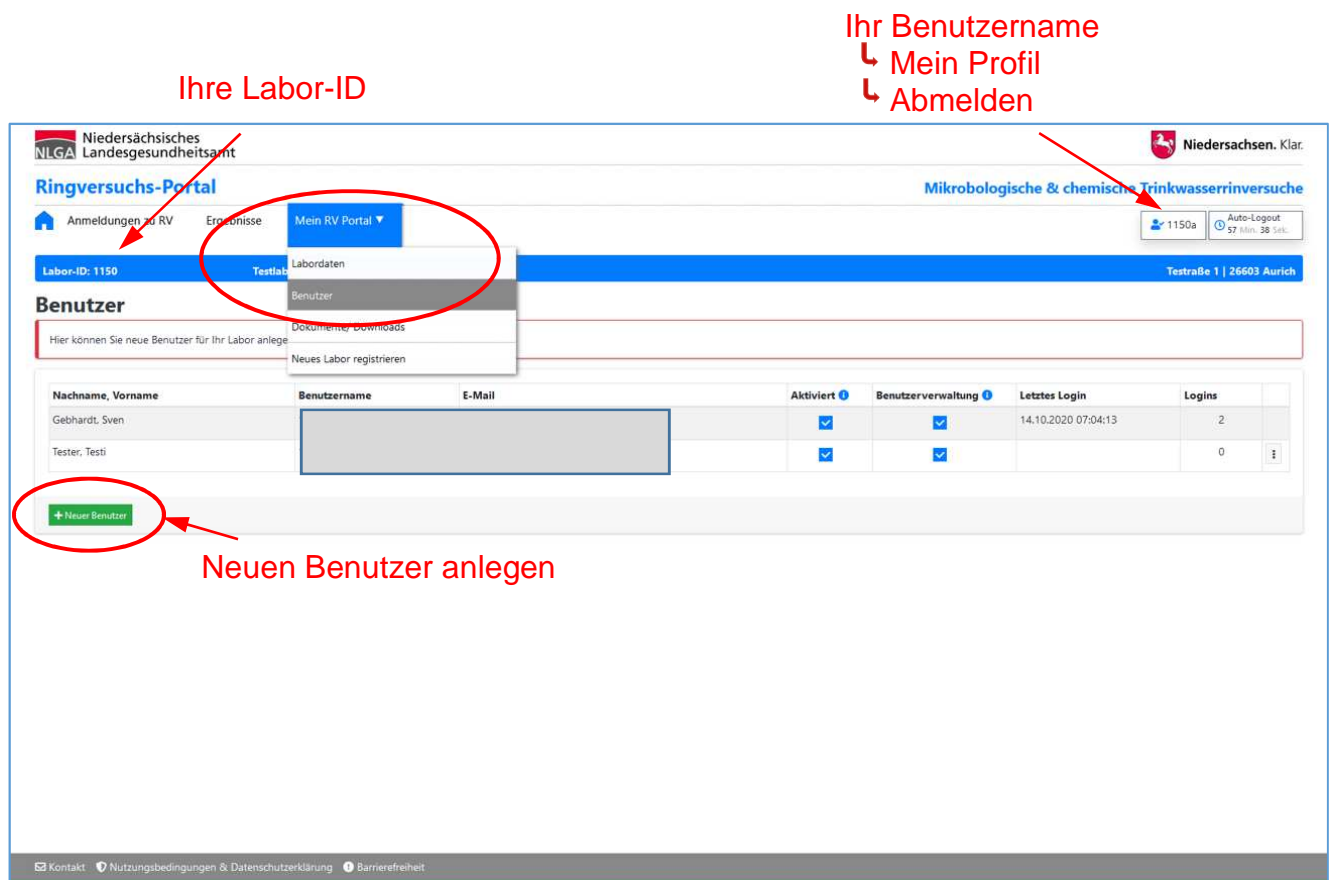 Ihr Benutzername
Mein Profil
Abmelden
Ihre Labor-ID
Niedersächsisches
NLGA Landesgesundheitsamt
Niedersachsen. Klar.
Ringversuchs-Portal
Mikrobologische & chemische Trinkwasserrinversuche
Anmeldungen zu RV Ergebnisse Mein RV Portal ▼
1150a
Auto-Logout
57 Min. 38 Sek.
Labor-ID: 1150 Testlab Testraße 1 | 26603 Aurich
Labordaten
Benutzer
Dokumente/ Downloads
Neues Labor registrieren
Benutzer
Hier können Sie neue Benutzer für Ihr Labor anlege
Nachname, Vorname Benutzername E-Mail Aktiviert Benutzerverwaltung Letztes Login Logins
Gebhardt, Sven 14.10.2020 07:04:13 2
Tester, Testi 0
+ Neuer Benutzer
Neuen Benutzer anlegen
Kontakt Nutzungsbedingungen & Datenschutzerklärung Barrierefreiheit